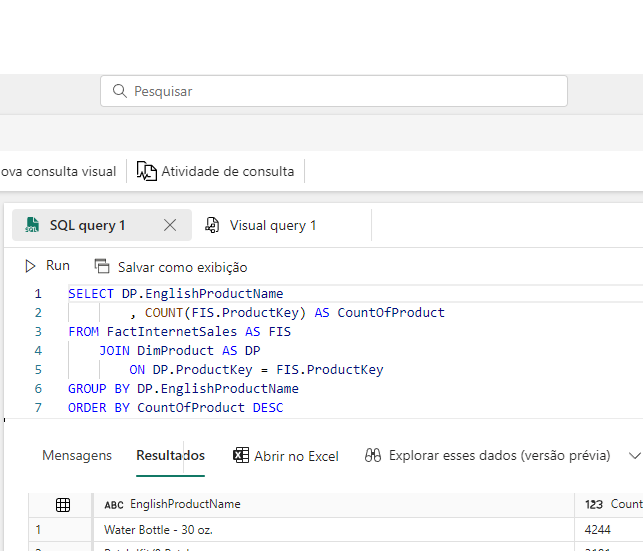 Pesquisar
ova consulta visual Atividade de consulta
SQL query 1 Visual query 1
Run Salvar como exibição
1 SELECT DP.EnglishProductName
2 , COUNT(FIS.ProductKey) AS CountOfProduct
3 FROM FactInternetSales AS FIS
4 JOIN DimProduct AS DP
5 ON DP.ProductKey = FIS.ProductKey
6 GROUP BY DP.EnglishProductName
7 ORDER BY CountOfProduct DESC
Mensagens Resultados Abrir no Excel Explorar esses dados (versão prévia)
ABC EnglishProductName 123 Count
1 Water Bottle - 30 oz. 4244